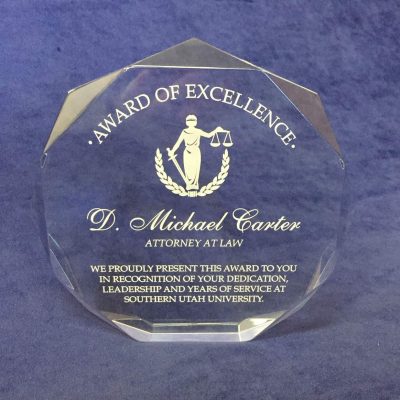 · AWARD OF EXCELLENCE ·
D. Michael Carter
ATTORNEY AT LAW
WE PROUDLY PRESENT THIS AWARD TO YOU
IN RECOGNITION OF YOUR DEDICATION,
LEADERSHIP AND YEARS OF SERVICE AT
SOUTHERN UTAH UNIVERSITY.